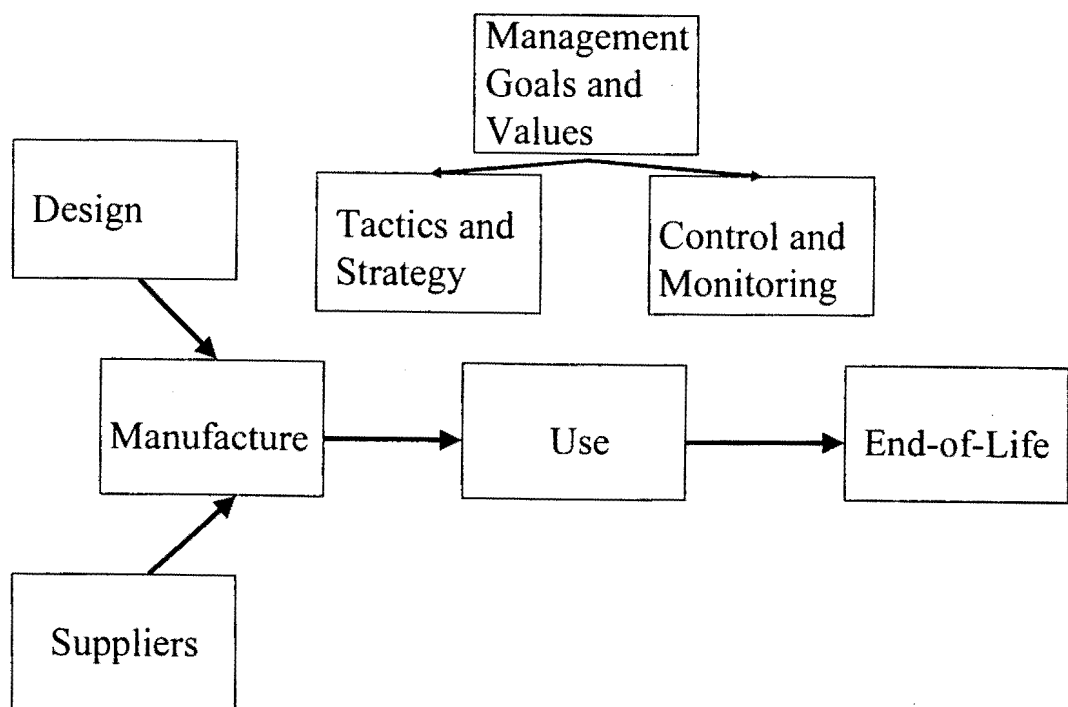 Management
Goals and
Values
Design
Tactics and
Strategy
Control and
Monitoring
Manufacture
Use
End-of-Life
Suppliers